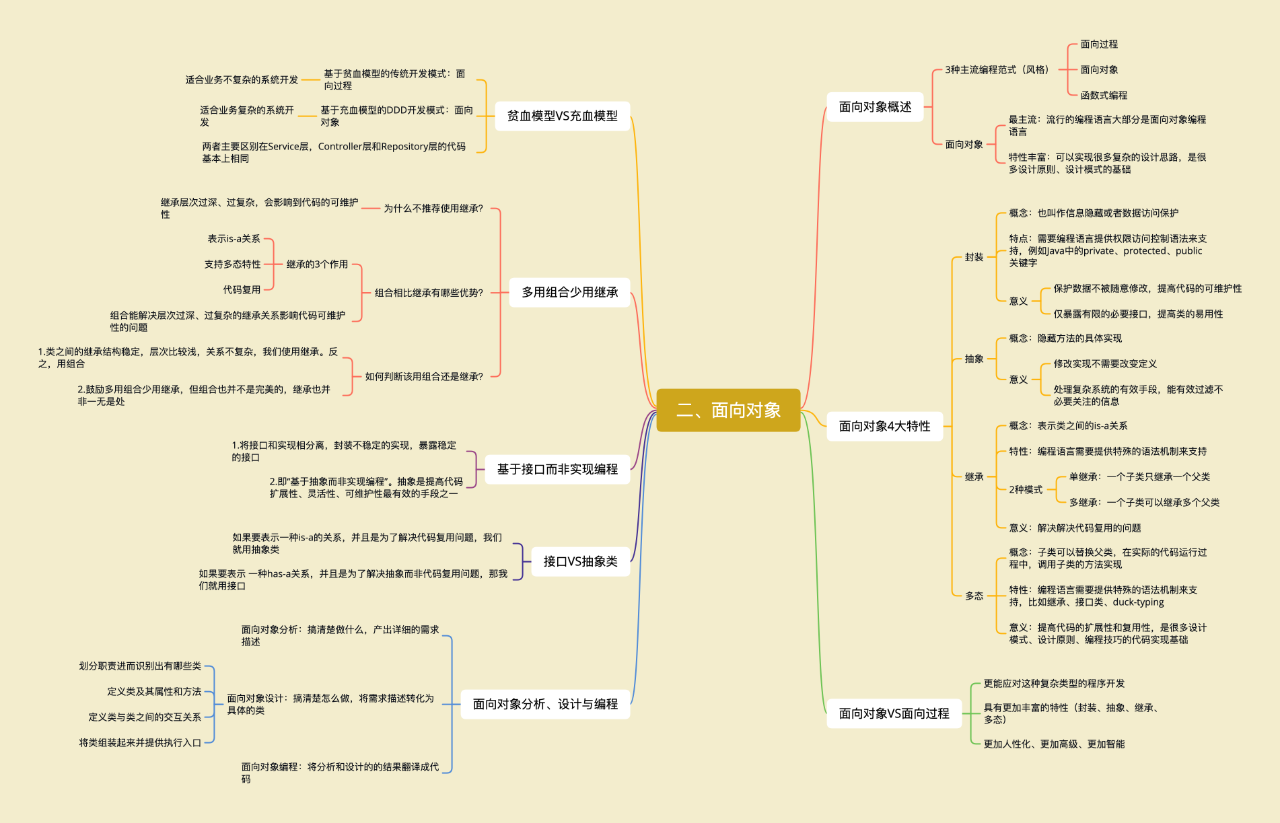 二、面向对象
面向对象概述
3种主流编程范式（风格）
面向过程
面向对象
函数式编程
面向对象
最主流：流行的编程语言大部分是面向对象编程
语言
特性丰富：可以实现很多复杂的设计思路，是很
多设计原则、设计模式的基础
面向对象4大特性
封装
概念：也叫作信息隐藏或者数据访问保护
特点：需要编程语言提供权限访问控制语法来支
持，例如Java中的private、protected、public
关键字
意义
保护数据不被随意修改，提高代码的可维护性
仅暴露有限的必要接口，提高类的易用性
抽象
概念：隐藏方法的具体实现
意义
修改实现不需要改变定义
处理复杂系统的有效手段，能有效过滤不
必要关注的信息
继承
概念：表示类之间的is-a关系
特性：编程语言需要提供特殊的语法机制来支持
2种模式
单继承：一个子类只继承一个父类
多继承：一个子类可以继承多个父类
意义：解决解决代码复用的问题
多态
概念：子类可以替换父类，在实际的代码运行过
程中，调用子类的方法实现
特性：编程语言需要提供特殊的语法机制来支
持，比如继承、接口类、duck-typing
意义：提高代码的扩展性和复用性，是很多设计
模式、设计原则、编程技巧的代码实现基础
面向对象VS面向过程
更能应对这种复杂类型的程序开发
具有更加丰富的特性（封装、抽象、继承、
多态）
更加人性化、更加高级、更加智能
贫血模型VS充血模型
基于贫血模型的传统开发模式：面
向过程
适合业务不复杂的系统开发
基于充血模型的DDD开发模式：面向
对象
适合业务复杂的系统开
发
两者主要区别在Service层，Controller层和Repository层的代码
基本上相同
多用组合少用继承
为什么不推荐使用继承？
继承层次过深、过复杂，会影响到代码的可维护
性
组合相比继承有哪些优势？
继承的3个作用
表示is-a关系
支持多态特性
代码复用
组合能解决层次过深、过复杂的继承关系影响代码可维护
性的问题
如何判断该用组合还是继承？
1.类之间的继承结构稳定，层次比较浅，关系不复杂，我们使用继承。反
之，用组合
2.鼓励多用组合少用继承，但组合也并不是完美的，继承也并
非一无是处
基于接口而非实现编程
1.将接口和实现相分离，封装不稳定的实现，暴露稳定
的接口
2.即“基于抽象而非实现编程”。抽象是提高代码
扩展性、灵活性、可维护性最有效的手段之一
接口VS抽象类
如果要表示一种is-a的关系，并且是为了解决代码复用问题，我们
就用抽象类
如果要表示 一种has-a关系，并且是为了解决抽象而非代码复用问题，那我
们就用接口
面向对象分析、设计与编程
面向对象分析：搞清楚做什么，产出详细的需求
描述
面向对象设计：搞清楚怎么做，将需求描述转化为
具体的类
划分职责进而识别出有哪些类
定义类及其属性和方法
定义类与类之间的交互关系
将类组装起来并提供执行入口
面向对象编程：将分析和设计的的结果翻译成代
码